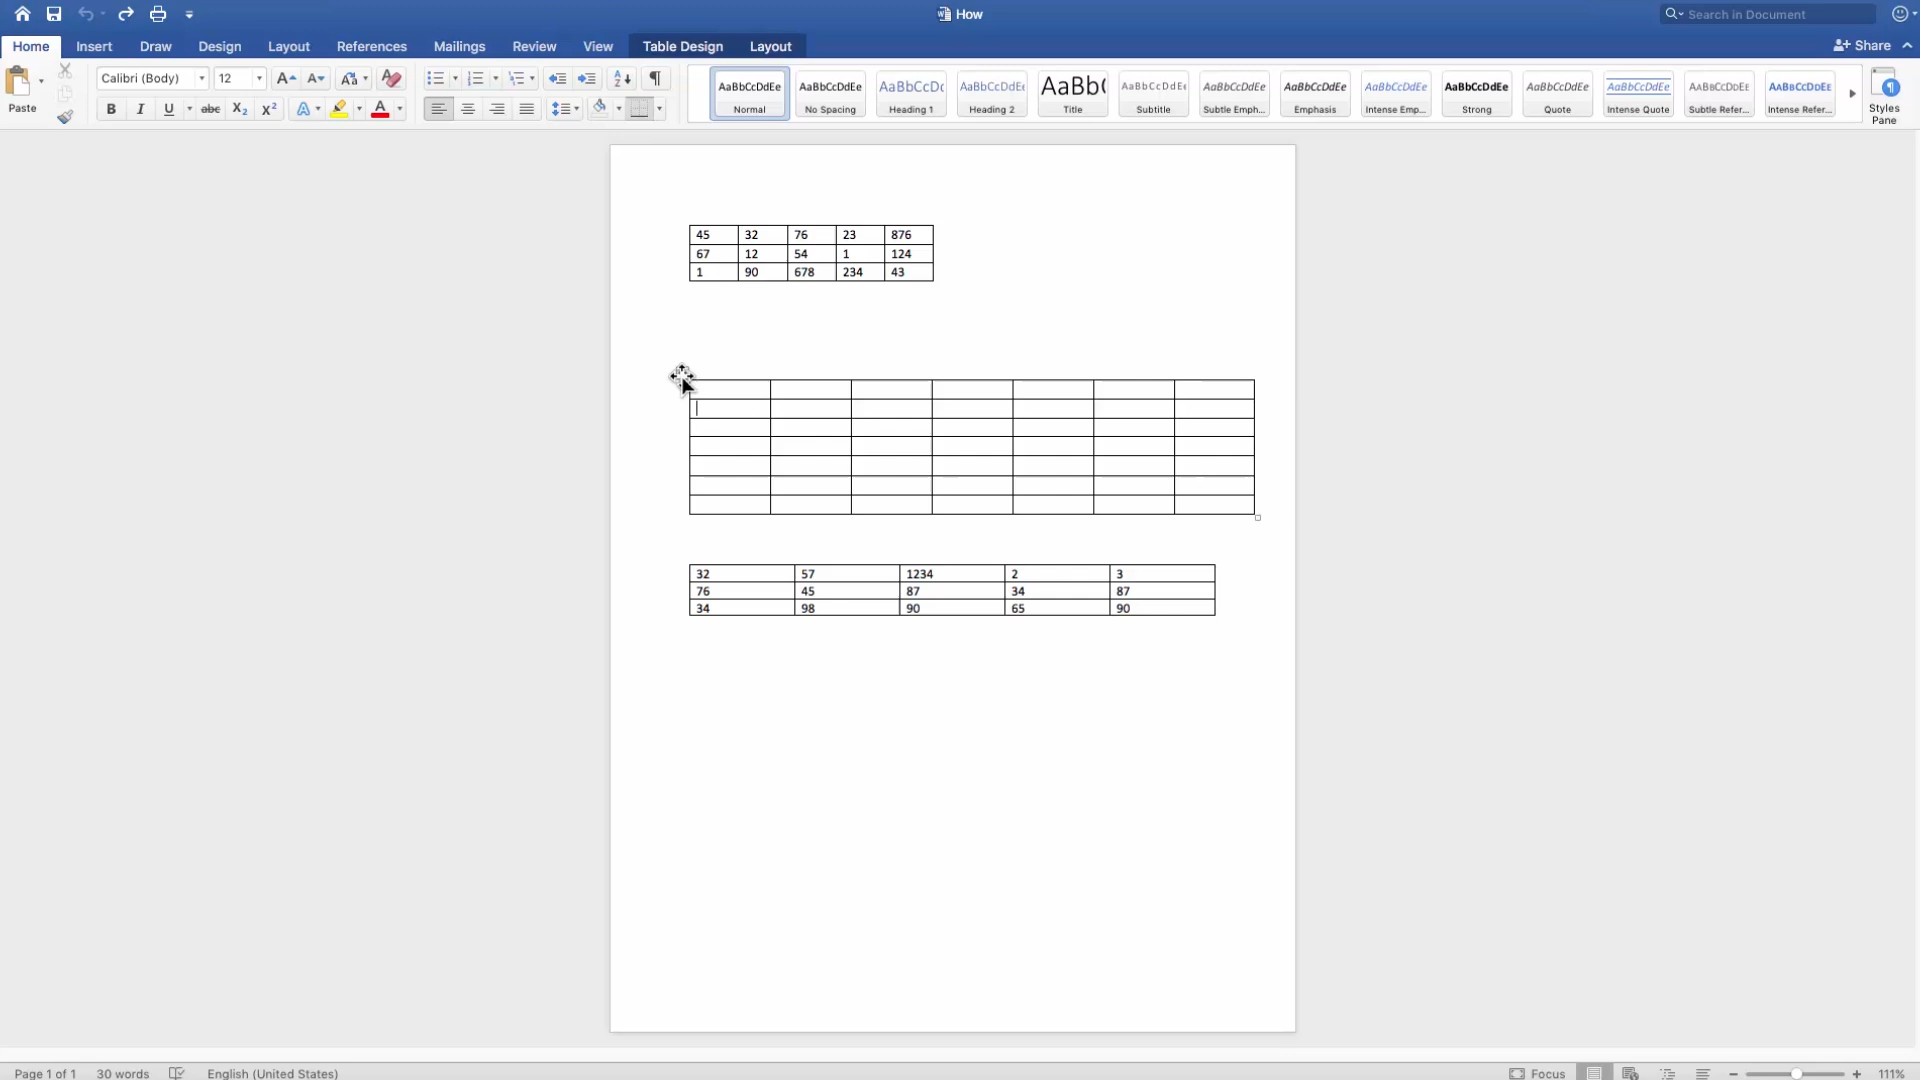 How
Search in Document
Home Insert Draw Design Layout References Mailings Review View Table Design Layout
Share
Paste
Calibri (Body) 12
AaBbCcDdEe AaBbCcDdEe AaBbCcDc AaBbCcDdEe AaBb( AaBbCcDdEe AaBbCcDdEe AaBbCcDdEe AaBbCcDdEe AaBbCcDdEe AaBbCcDdEe AaBbCcDdEe AaBbCcDdEe AaBbCcDdEe
Normal No Spacing Heading 1 Heading 2 Title Subtitle Subtle Emph... Emphasis Intense Emp... Strong Quote Intense Quote Subtle Refer... Intense Refer...
Styles
Pane
45 32 76 23 876
67 12 54 1 124
1 90 678 234 43
32 57 1234 2 3
76 45 87 34 87
34 98 90 65 90
Page 1 of 1 30 words English (United States) Focus 111%